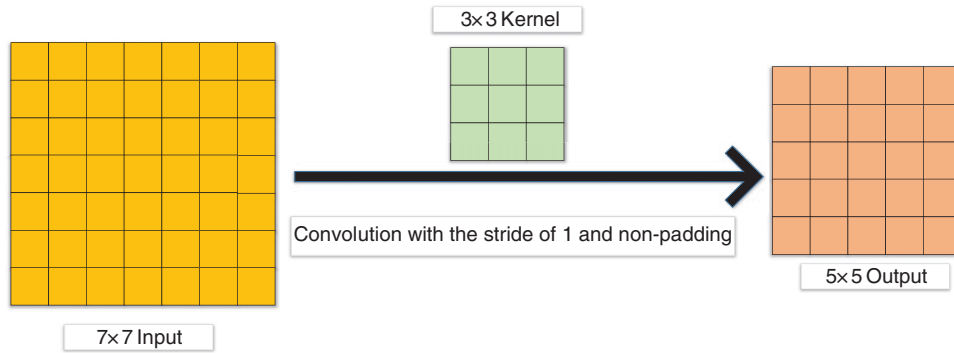 3×3 Kernel
Convolution with the stride of 1 and non-padding
5×5 Output
7×7 Input